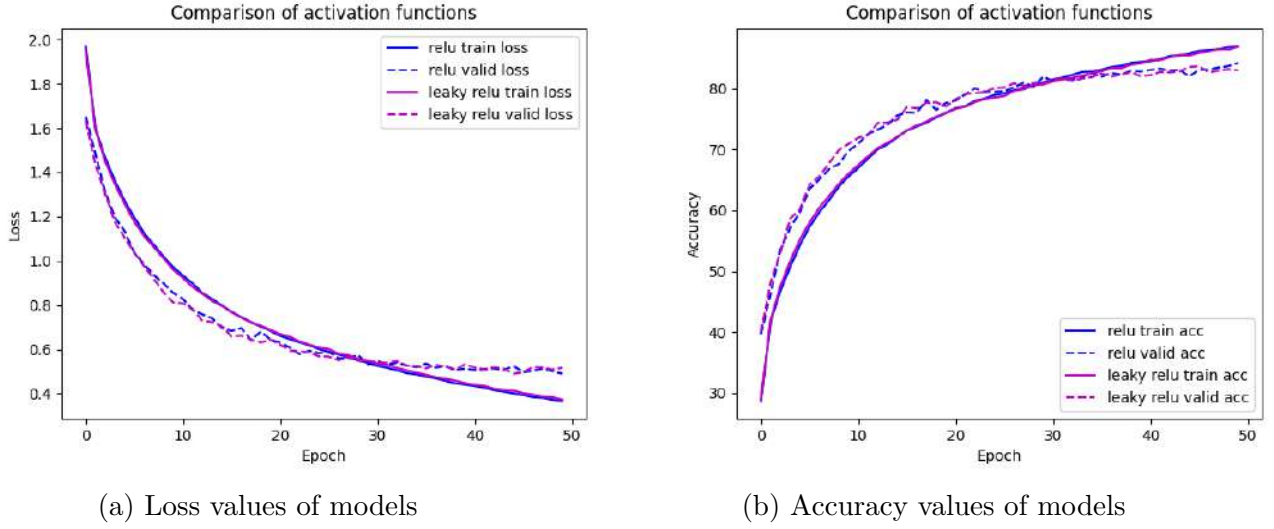 Comparison of activation functions
2.0
1.8
1.6
1.4
1.2
1.0
0.8
0.6
0.4
Loss
relu train loss
relu valid loss
leaky relu train loss
leaky relu valid loss
0 10 20 30 40 50
Epoch
(a) Loss values of models
Comparison of activation functions
80
70
60
50
40
30
Accuracy
relu train acc
relu valid acc
leaky relu train acc
leaky relu valid acc
0 10 20 30 40 50
Epoch
(b) Accuracy values of models